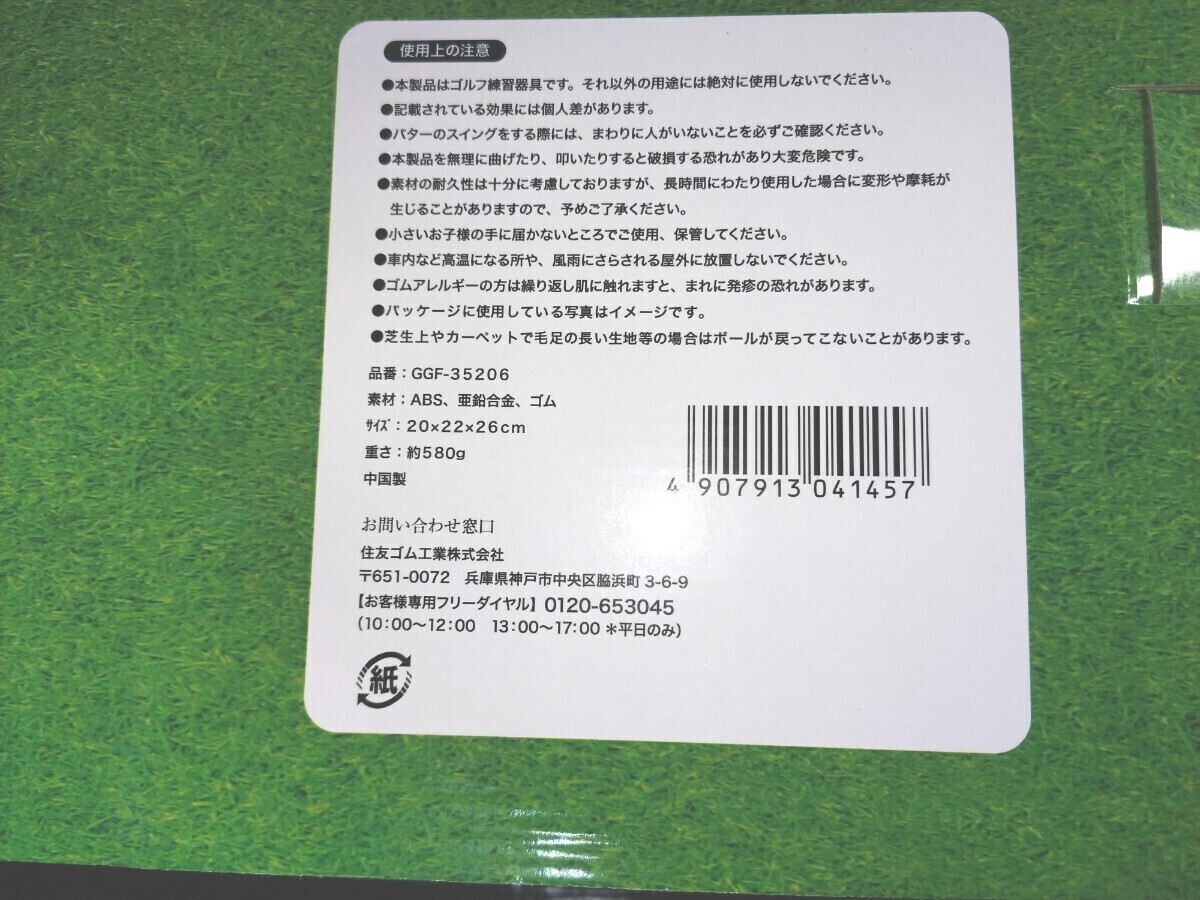 使用上の注意
●本製品はゴルフ練習器具です。それ以外の用途には絶対に使用しないでください。
●記載されている効果には個人差があります。
●パターのスイングをする際には、まわりに人がいないことを必ずご確認ください。
●本製品を無理に曲げたり、叩いたりすると破損する恐れがあり大変危険です。
●素材の耐久性は十分に考慮しておりますが、長時間にわたり使用した場合に変形や摩耗が
生じることがありますので、予めご了承ください。
●小さいお子様の手に届かないところでご使用、保管してください。
●車内など高温になる所や、風雨にさらされる屋外に放置しないでください。
●ゴムアレルギーの方は繰り返し肌に触れますと、まれに発疹の恐れがあります。
●パッケージに使用している写真はイメージです。
●芝生上やカーペットで毛足の長い生地等の場合はボールが戻ってこないことがあります。
品番：GGF-35206
素材：ABS、亜鉛合金、ゴム
ｻｲｽﾞ：20×22×26cm
重さ：約580g
中国製
4 907913 041457
お問い合わせ窓口
住友ゴム工業株式会社
〒651-0072 兵庫県神戸市中央区脇浜町 3-6-9
【お客様専用フリーダイヤル】0120-653045
（10：00～12：00 13：00～17：00 ＊平日のみ）
紙